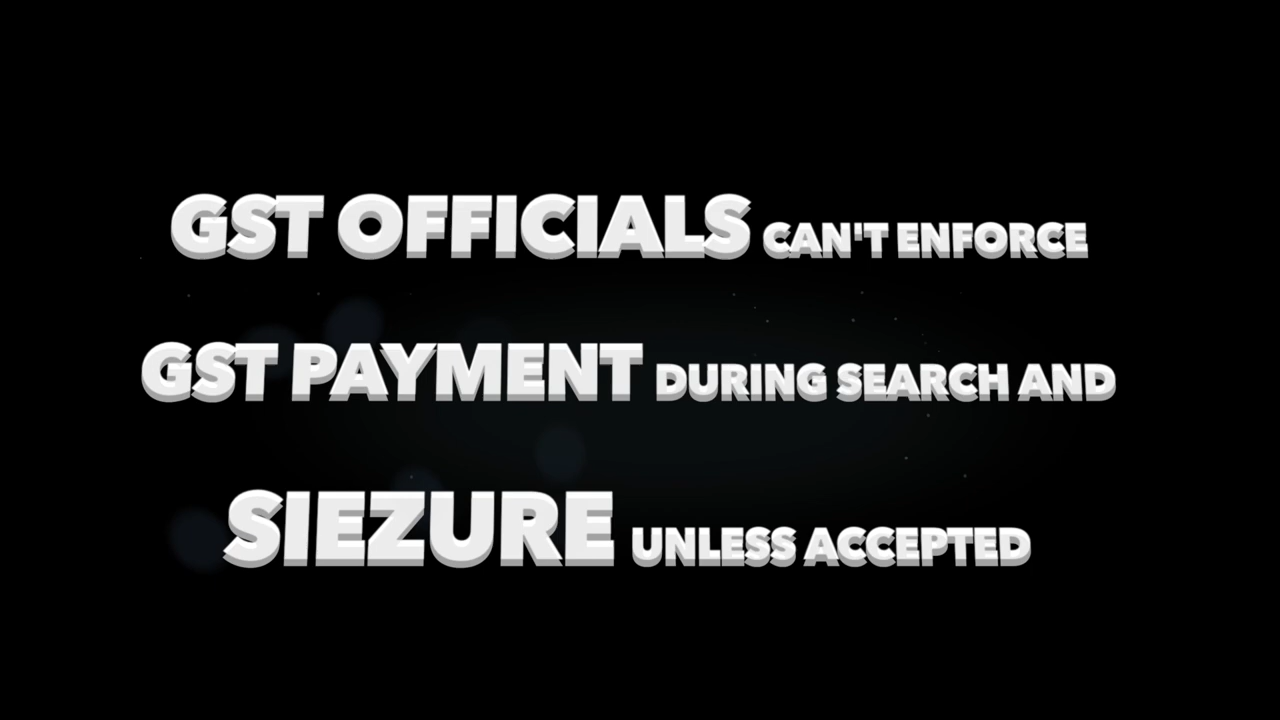 GST OFFICIALS CAN'T ENFORCE
GST PAYMENT DURING SEARCH AND
SIEZURE UNLESS ACCEPTED